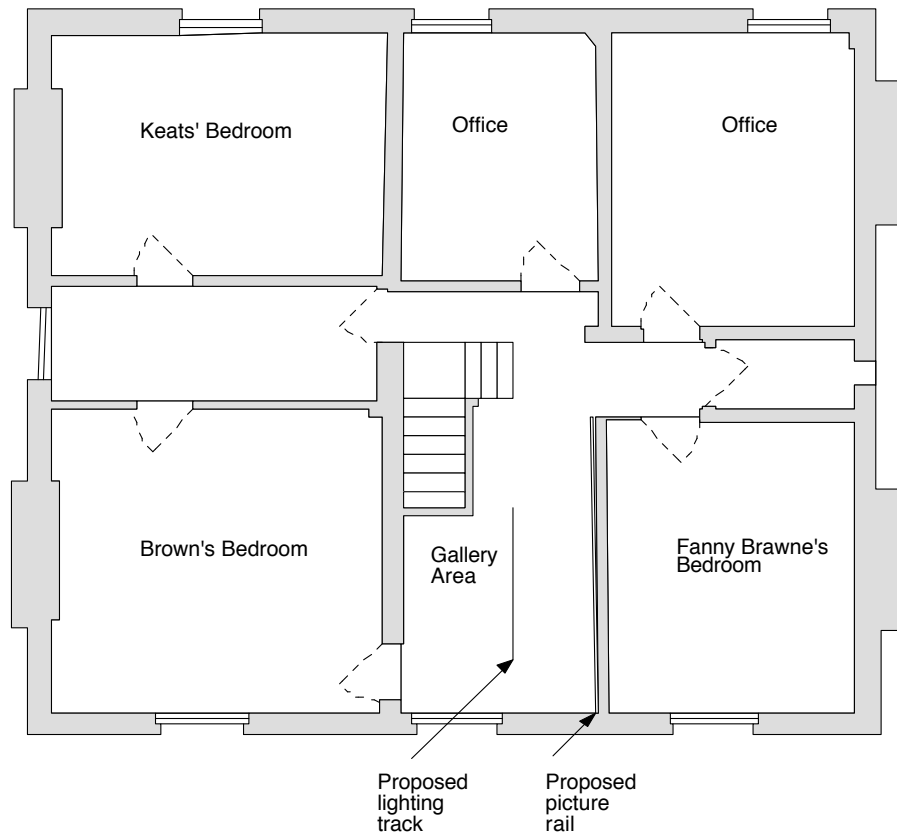 Keats' Bedroom
Office
Office
Brown's Bedroom
Gallery
Area
Fanny Brawne's
Bedroom
Proposed
lighting
track
Proposed
picture
rail